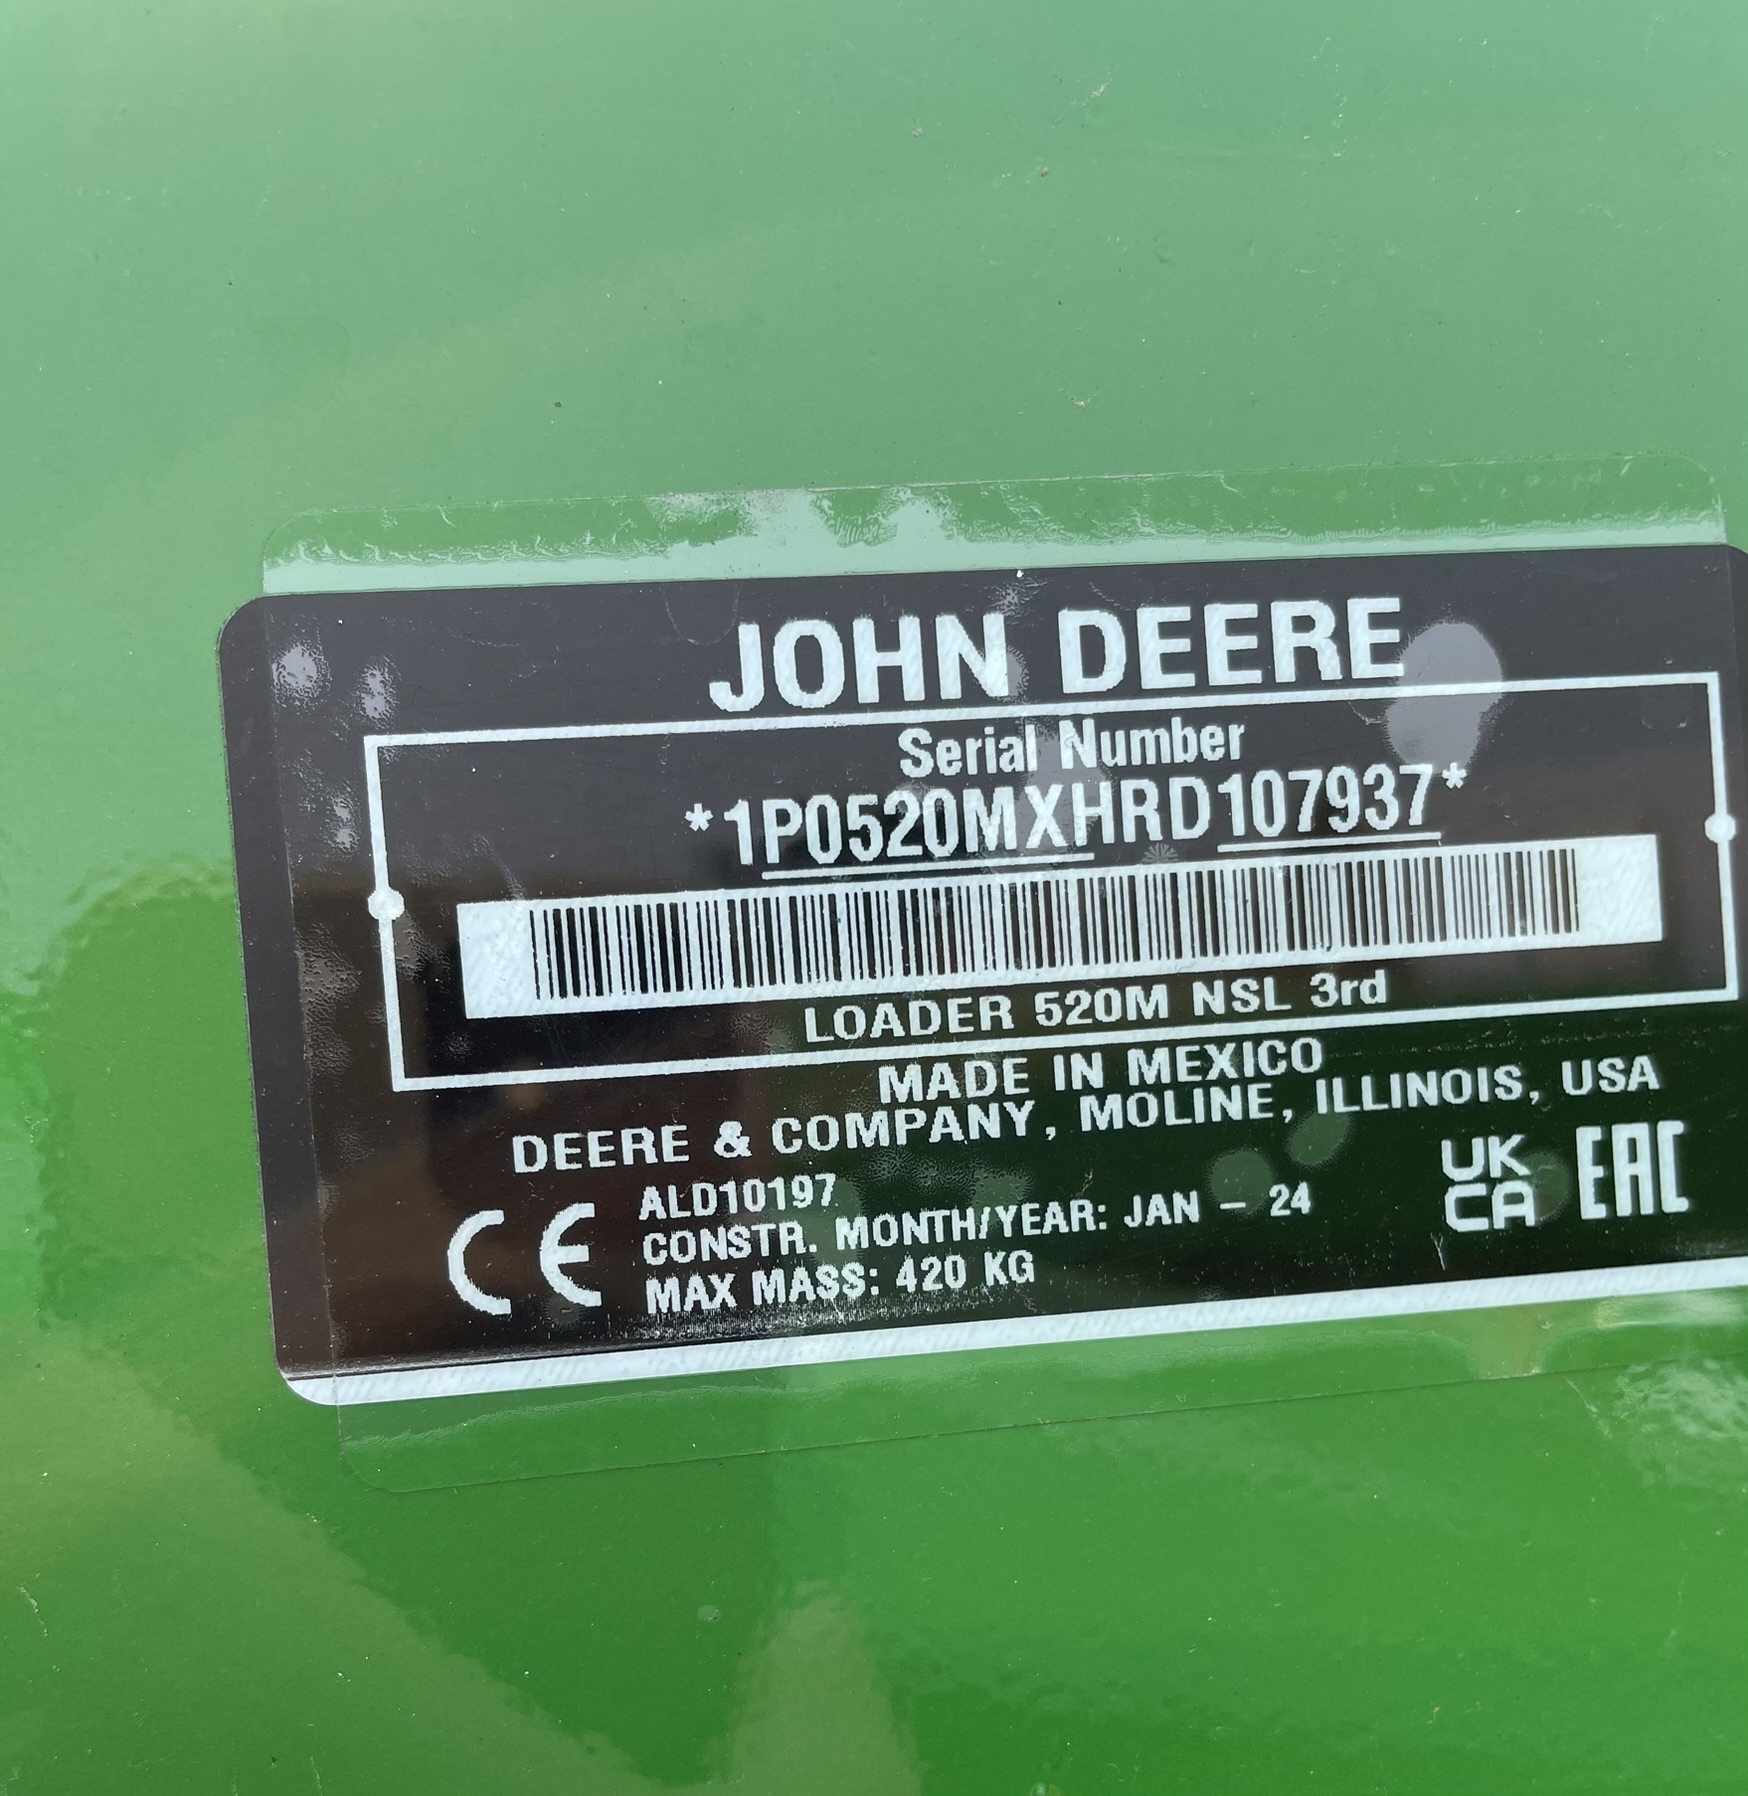 JOHN DEERE
Serial Number
*1P0520MXHRD107937*
LOADER 520M NSL 3rd
MADE IN MEXICO
DEERE & COMPANY, MOLINE, ILLINOIS, USA
CE
ALD10197
CONSTR. MONTH/YEAR: JAN - 24
MAX MASS: 420 KG
UK
CA
EAC